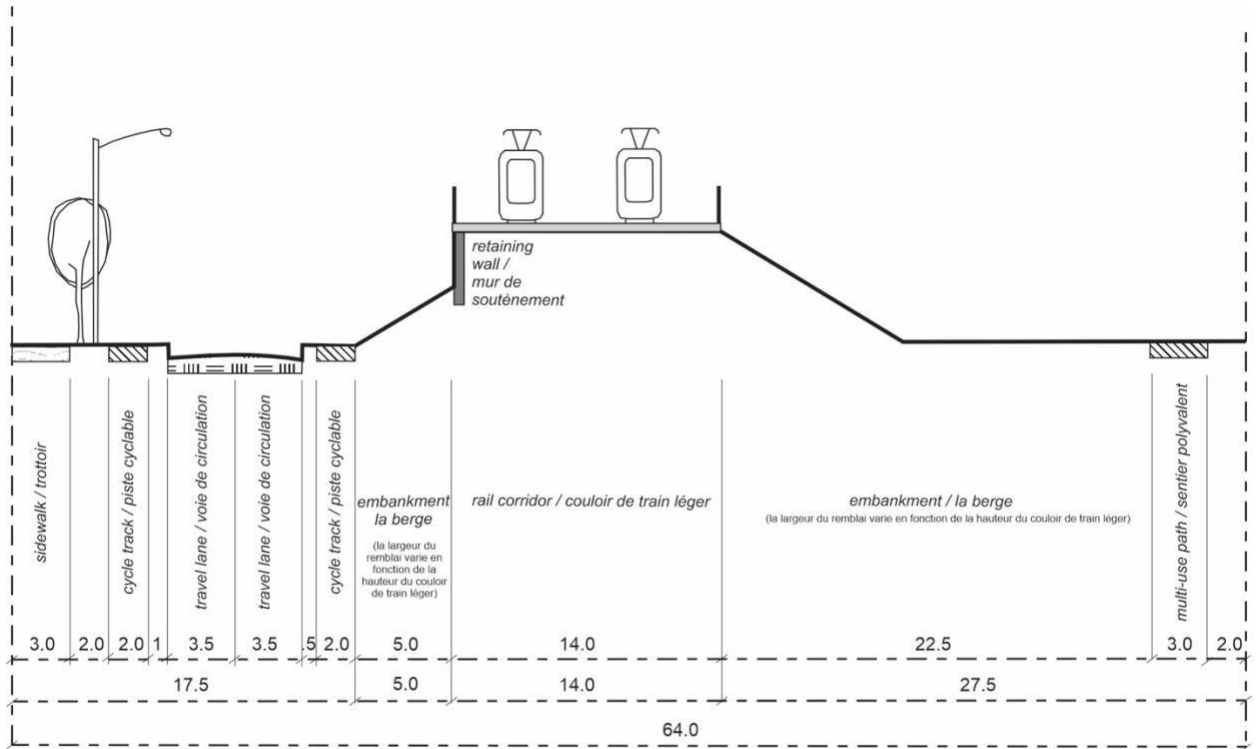 retaining
wall /
mur de
soutènement
sidewalk / trottoir
cycle track / piste cyclable
travel lane / voie de circulation
travel lane / voie de circulation
cycle track / piste cyclable
embankment
la berge
(la largeur du
remblai varie en
fonction de la
hauteur du couloir
de train léger)
rail corridor / couloir de train léger
embankment / la berge
(la largeur du remblai varie en fonction de la hauteur du couloir de train léger)
multi-use path / sentier polyvalent
3.0 2.0 2.0 1 3.5 3.5 .5 2.0 5.0 14.0 22.5 3.0 2.0
17.5 5.0 14.0 27.5
64.0